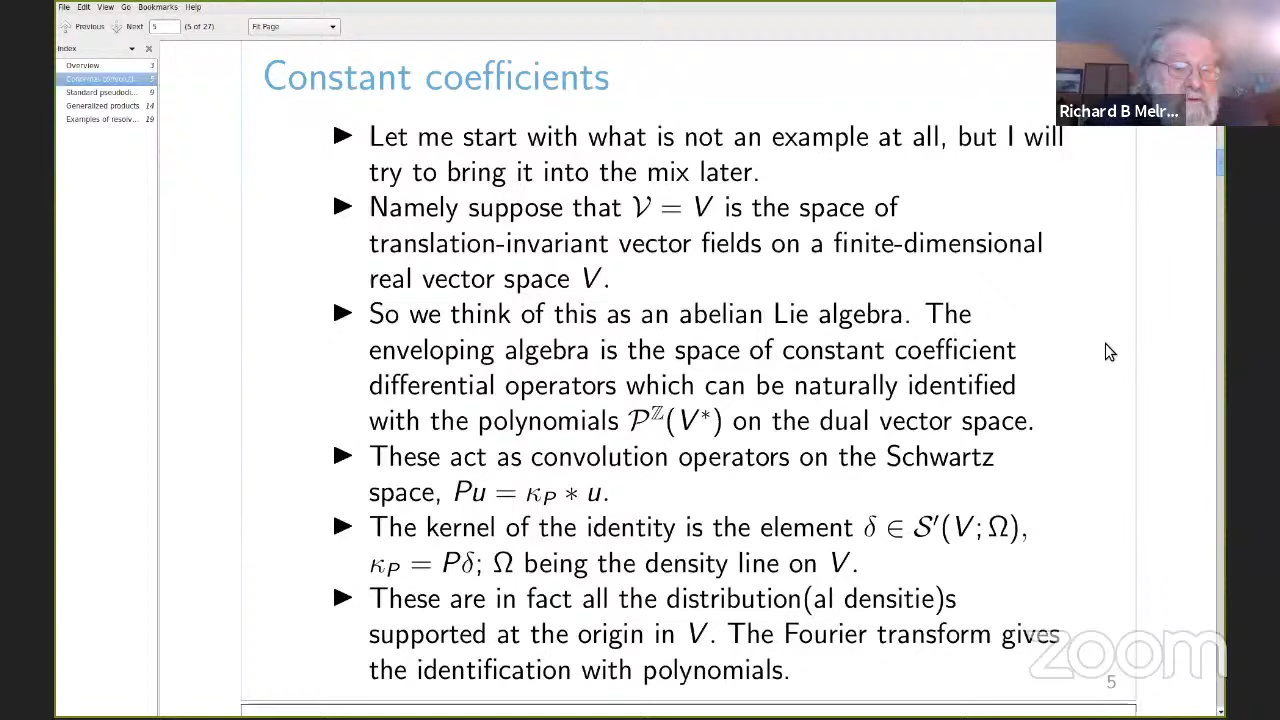 File Edit View Go Bookmarks Help
Previous Next 5 (5 of 27) Fit Page
Index
Overview 3
5
Standard pseudodi... 9
Generalized products 14
Examples of resolv... 19
Constant coefficients
Richard B Melr...
▶ Let me start with what is not an example at all, but I will
try to bring it into the mix later.
▶ Namely suppose that 𝒱 = V is the space of
translation-invariant vector fields on a finite-dimensional
real vector space V.
▶ So we think of this as an abelian Lie algebra. The
enveloping algebra is the space of constant coefficient
differential operators which can be naturally identified
with the polynomials 𝒫^ℤ(V*) on the dual vector space.
▶ These act as convolution operators on the Schwartz
space, Pu = κ_P ∗ u.
▶ The kernel of the identity is the element δ ∈ 𝒮′(V; Ω),
κ_P = Pδ; Ω being the density line on V.
▶ These are in fact all the distribution(al densitie)s
supported at the origin in V. The Fourier transform gives
the identification with polynomials.
zoom
5